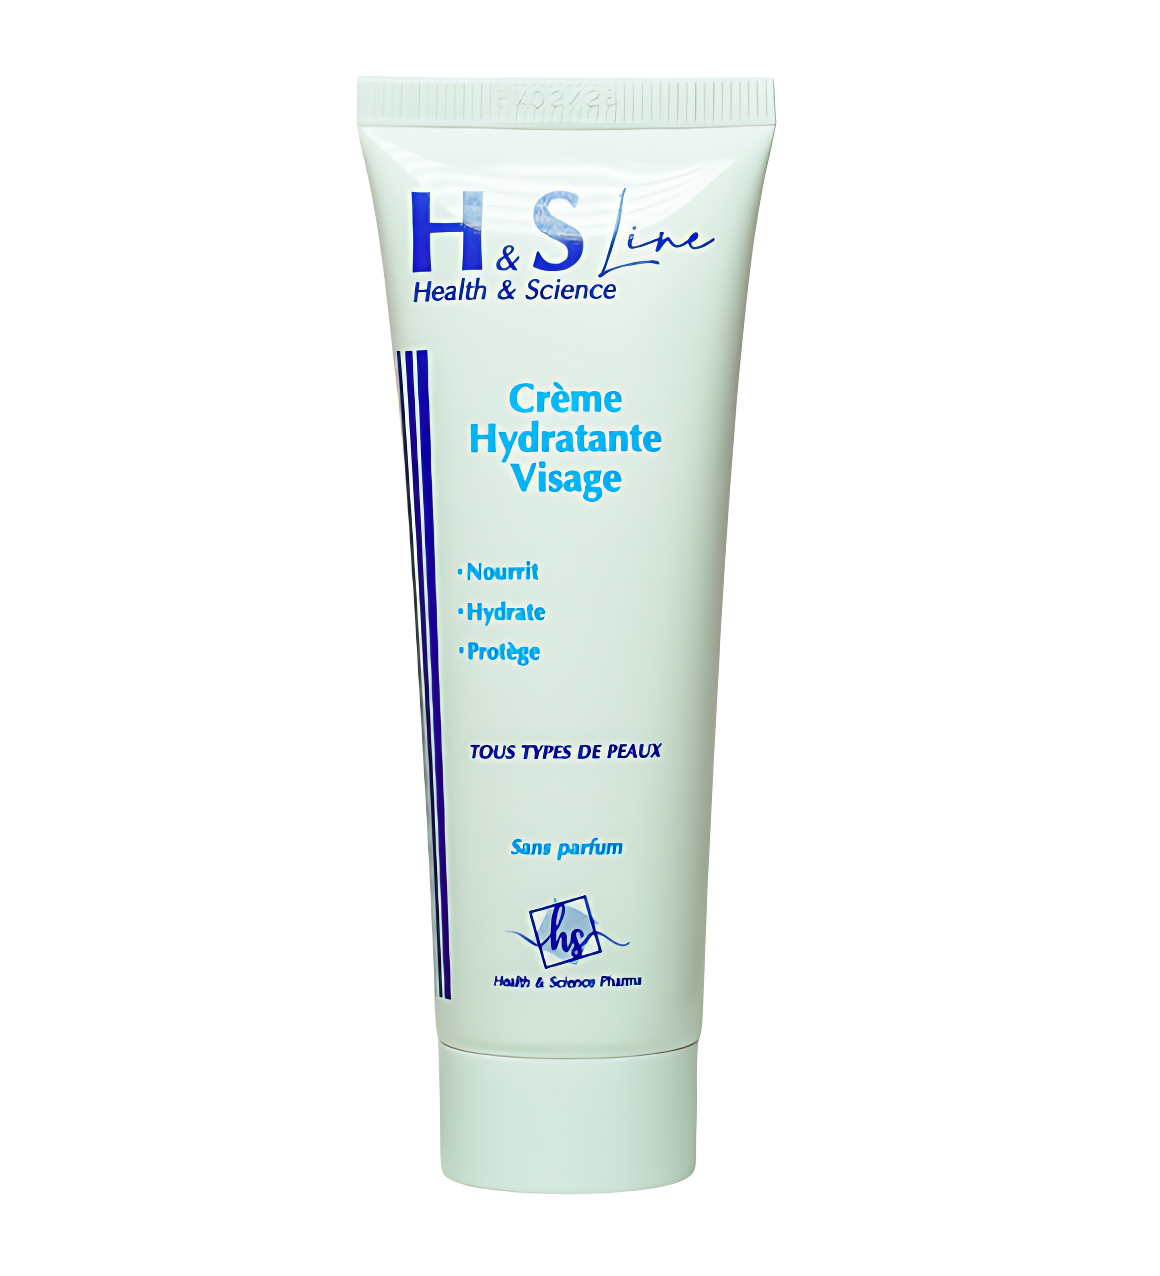 H & S Line
Health & Science
Crème
Hydratante
Visage
· Nourrit
· Hydrate
· Protège
TOUS TYPES DE PEAUX
Sans parfum
hs
Health & Science Pharma